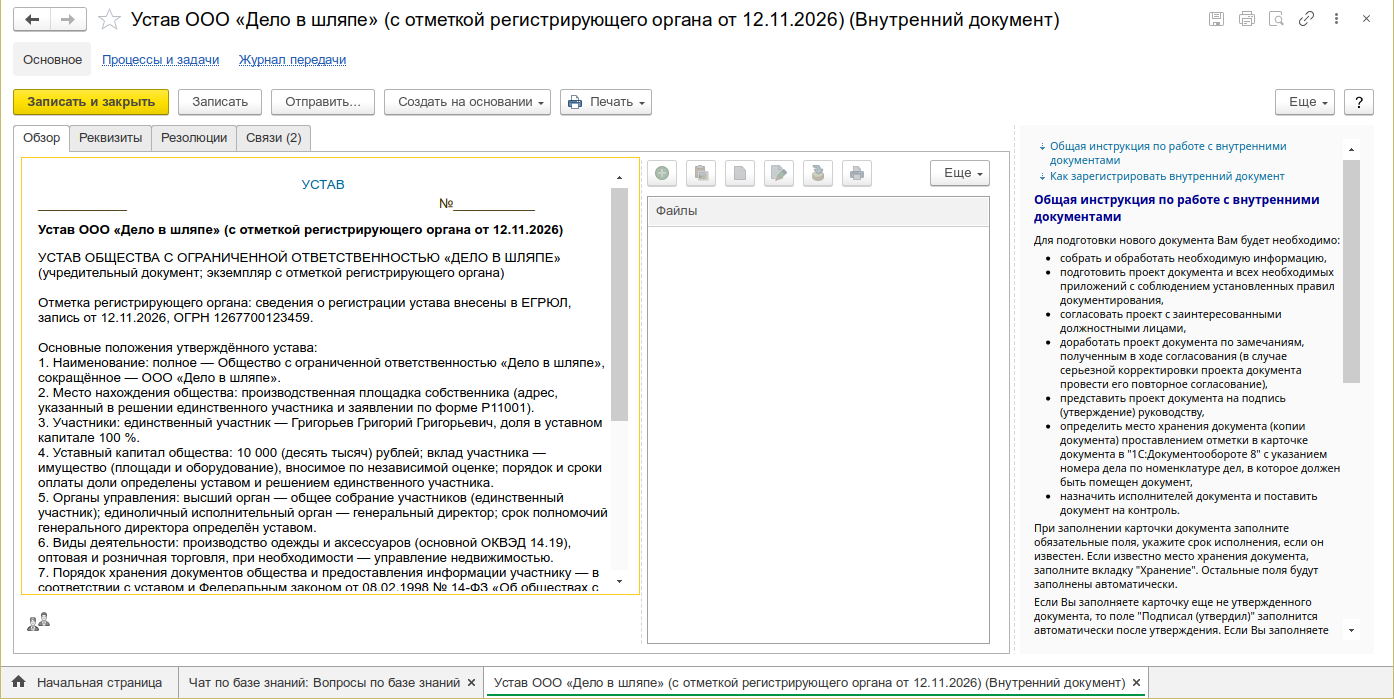 Устав ООО «Дело в шляпе» (с отметкой регистрирующего органа от 12.11.2026) (Внутренний документ)
Основное Процессы и задачи Журнал передачи
Записать и закрыть Записать Отправить... Создать на основании Печать Еще ?
Обзор Реквизиты Резолюции Связи (2)
УСТАВ
____________ №___________
Устав ООО «Дело в шляпе» (с отметкой регистрирующего органа от 12.11.2026)
УСТАВ ОБЩЕСТВА С ОГРАНИЧЕННОЙ ОТВЕТСТВЕННОСТЬЮ «ДЕЛО В ШЛЯПЕ»
(учредительный документ; экземпляр с отметкой регистрирующего органа)
Отметка регистрирующего органа: сведения о регистрации устава внесены в ЕГРЮЛ,
запись от 12.11.2026, ОГРН 1267700123459.
Основные положения утверждённого устава:
1. Наименование: полное — Общество с ограниченной ответственностью «Дело в шляпе»,
сокращённое — ООО «Дело в шляпе».
2. Место нахождения общества: производственная площадка собственника (адрес,
указанный в решении единственного участника и заявлении по форме Р11001).
3. Участники: единственный участник — Григорьев Григорий Григорьевич, доля в уставном
капитале 100 %.
4. Уставный капитал общества: 10 000 (десять тысяч) рублей; вклад участника —
имущество (площади и оборудование), вносимое по независимой оценке; порядок и сроки
оплаты доли определены уставом и решением единственного участника.
5. Органы управления: высший орган — общее собрание участников (единственный
участник); единоличный исполнительный орган — генеральный директор; срок полномочий
генерального директора определён уставом.
6. Виды деятельности: производство одежды и аксессуаров (основной ОКВЭД 14.19),
оптовая и розничная торговля, при необходимости — управление недвижимостью.
7. Порядок хранения документов общества и предоставления информации участнику — в
соответствии с уставом и Федеральным законом от 08.02.1998 № 14-ФЗ «Об обществах с
Еще
Файлы
Общая инструкция по работе с внутренними
документами
Как зарегистрировать внутренний документ
Общая инструкция по работе с внутренними
документами
Для подготовки нового документа Вам будет необходимо:
• собрать и обработать необходимую информацию,
• подготовить проект документа и всех необходимых
приложений с соблюдением установленных правил
документирования,
• согласовать проект с заинтересованными
должностными лицами,
• доработать проект документа по замечаниям,
полученным в ходе согласования (в случае
серьезной корректировки проекта документа
провести его повторное согласование),
• представить проект документа на подпись
(утверждение) руководству,
• определить место хранения документа (копии
документа) проставлением отметки в карточке
документа в "1С:Документообороте 8" с указанием
номера дела по номенклатуре дел, в которое должен
быть помещен документ,
• назначить исполнителей документа и поставить
документ на контроль.
При заполнении карточки документа заполните
обязательные поля, укажите срок исполнения, если он
известен. Если известно место хранения документа,
заполните вкладку "Хранение". Остальные поля будут
заполнены автоматически.
Если Вы заполняете карточку еще не утвержденного
документа, то поле "Подписал (утвердил)" заполнится
автоматически после утверждения. Если Вы заполняете
Начальная страница Чат по базе знаний: Вопросы по базе знаний Устав ООО «Дело в шляпе» (с отметкой регистрирующего органа от 12.11.2026) (Внутренний документ)